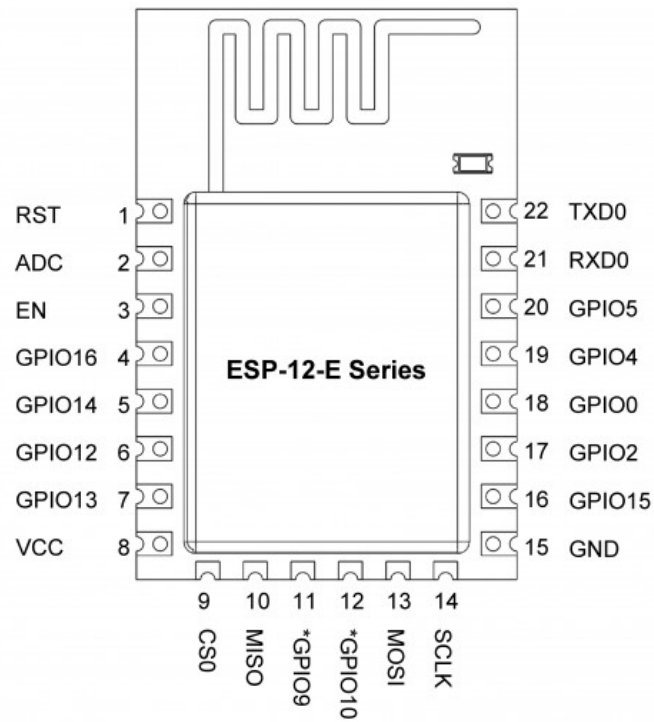 RST 1
ADC 2
EN 3
GPIO16 4
GPIO14 5
GPIO12 6
GPIO13 7
VCC 8
ESP-12-E Series
22 TXD0
21 RXD0
20 GPIO5
19 GPIO4
18 GPIO0
17 GPIO2
16 GPIO15
15 GND
9 CS0
10 MISO
11 *GPIO9
12 *GPIO10
13 MOSI
14 SCLK